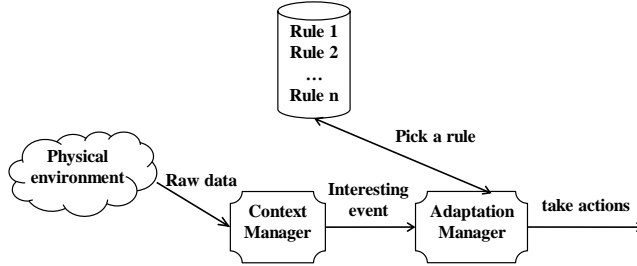 Rule 1
Rule 2
…
Rule n
Pick a rule
Physical
environment
Raw data
Context
Manager
Interesting
event
Adaptation
Manager
take actions